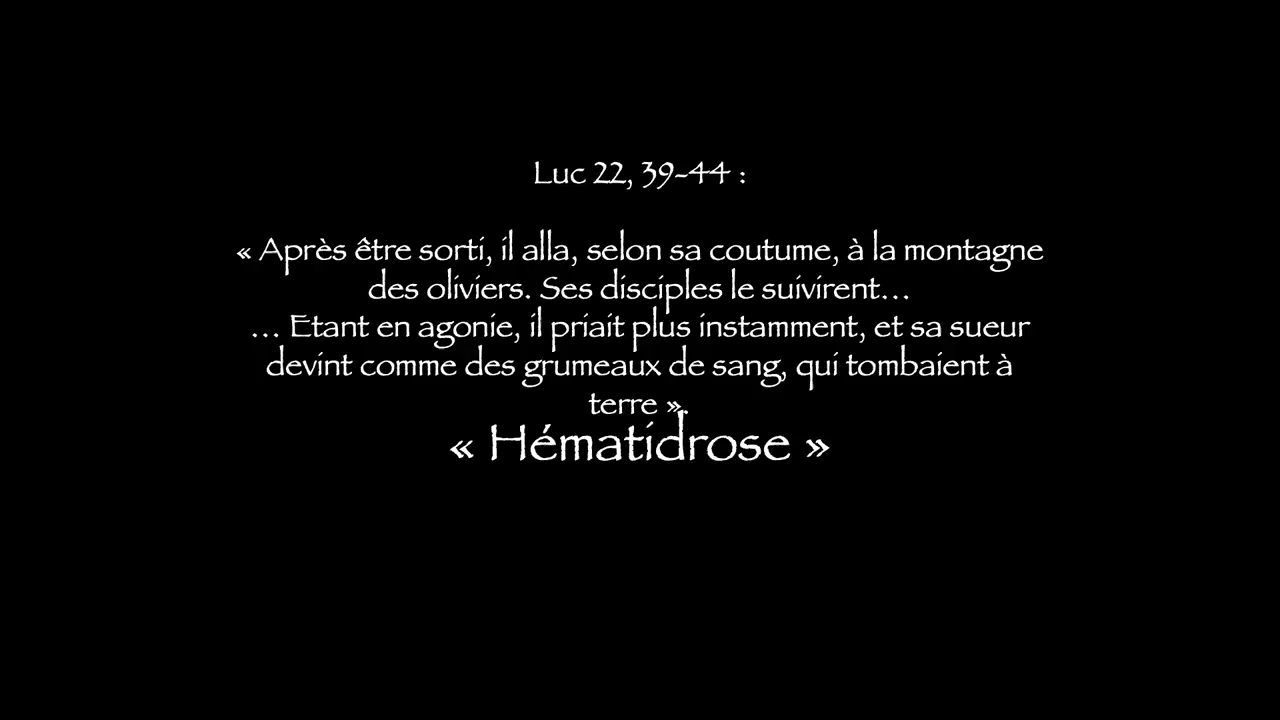 Luc 22, 39-44 :
« Après être sorti, il alla, selon sa coutume, à la montagne
des oliviers. Ses disciples le suivirent...
... Etant en agonie, il priait plus instamment, et sa sueur
devint comme des grumeaux de sang, qui tombaient à
terre ».
« Hématidrose »